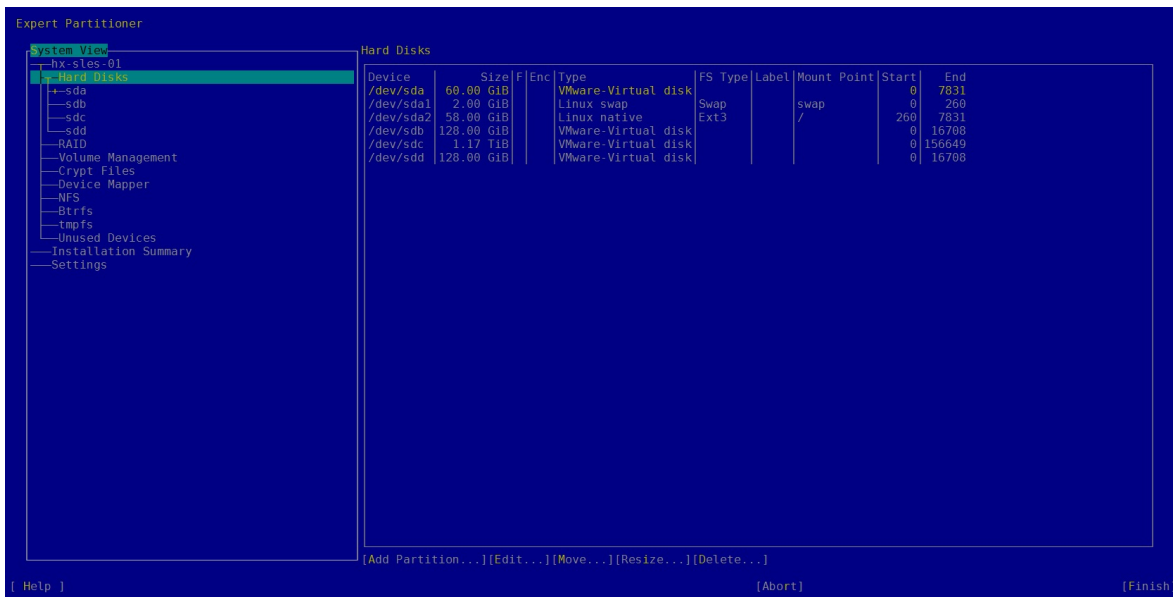 Expert Partitioner
System View
hx-sles-01
Hard Disks
sda
sdb
sdc
sdd
RAID
Volume Management
Crypt Files
Device Mapper
NFS
Btrfs
tmpfs
Unused Devices
Installation Summary
Settings
Hard Disks
Device Size F Enc Type FS Type Label Mount Point Start End
/dev/sda 60.00 GiB VMware-Virtual disk 0 7831
/dev/sda1 2.00 GiB Linux swap Swap swap 0 260
/dev/sda2 58.00 GiB Linux native Ext3 / 260 7831
/dev/sdb 128.00 GiB VMware-Virtual disk 0 16708
/dev/sdc 1.17 TiB VMware-Virtual disk 0 156649
/dev/sdd 128.00 GiB VMware-Virtual disk 0 16708
[Add Partition...][Edit...][Move...][Resize...][Delete...]
[ Help ] [Abort] [Finish